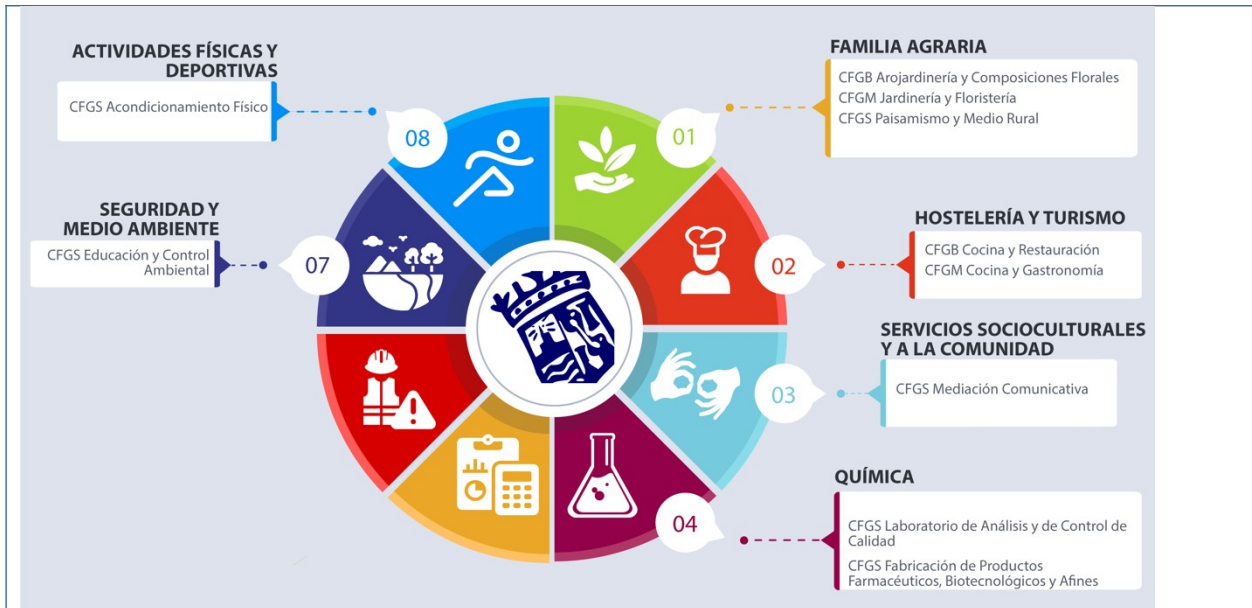 ACTIVIDADES FÍSICAS Y
DEPORTIVAS
CFGS Acondicionamiento Físico
08
FAMILIA AGRARIA
CFGB Arojardinería y Composiciones Florales
CFGM Jardinería y Floristería
CFGS Paisamismo y Medio Rural
01
SEGURIDAD Y
MEDIO AMBIENTE
CFGS Educación y Control
Ambiental
07
HOSTELERÍA Y TURISMO
CFGB Cocina y Restauración
CFGM Cocina y Gastronomía
02
SERVICIOS SOCIOCULTURALES
Y A LA COMUNIDAD
CFGS Mediación Comunicativa
03
QUÍMICA
CFGS Laboratorio de Análisis y de Control de
Calidad
CFGS Fabricación de Productos
Farmacéuticos, Biotecnológicos y Afines
04